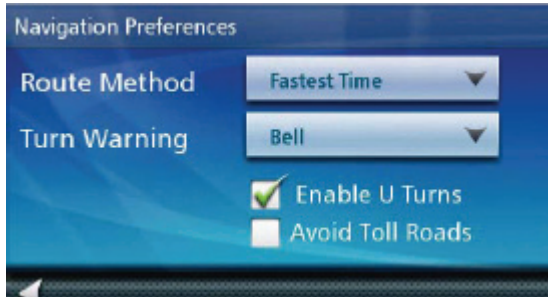 Navigation Preferences
Route Method Fastest Time
Turn Warning Bell
Enable U Turns
Avoid Toll Roads